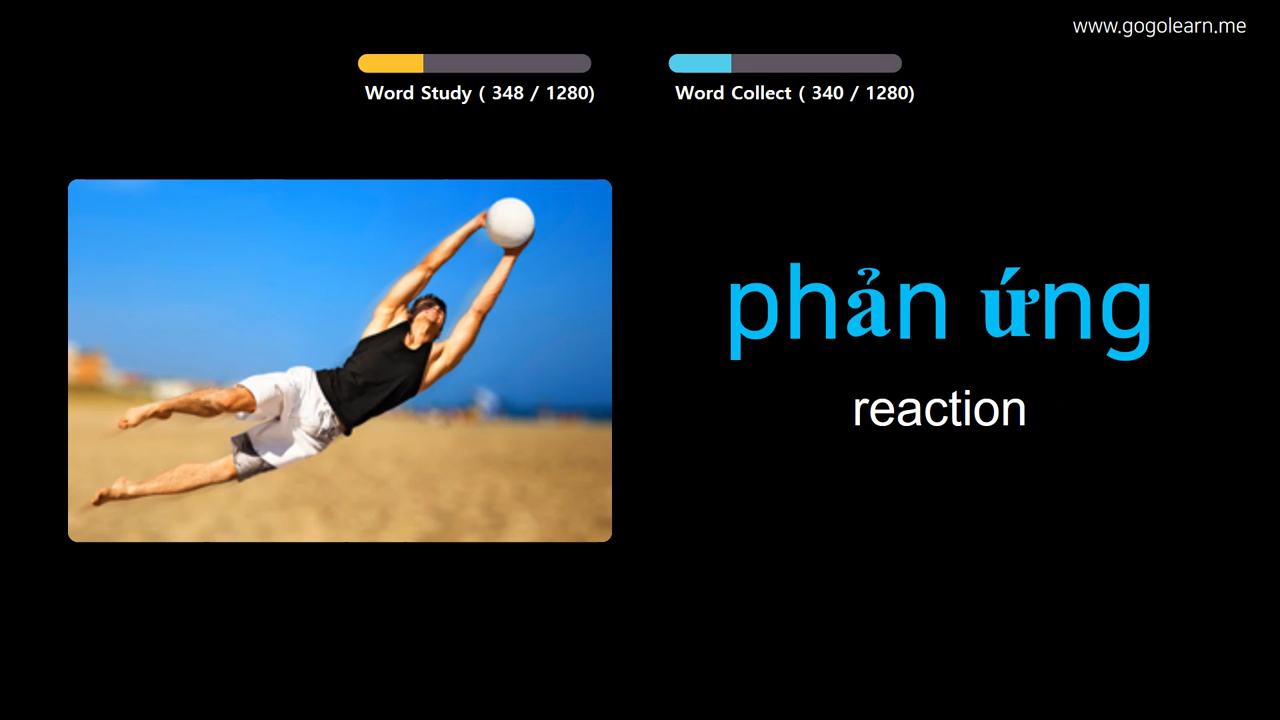 www.gogolearn.me
Word Study ( 348 / 1280)
Word Collect ( 340 / 1280)
phản ứng
reaction